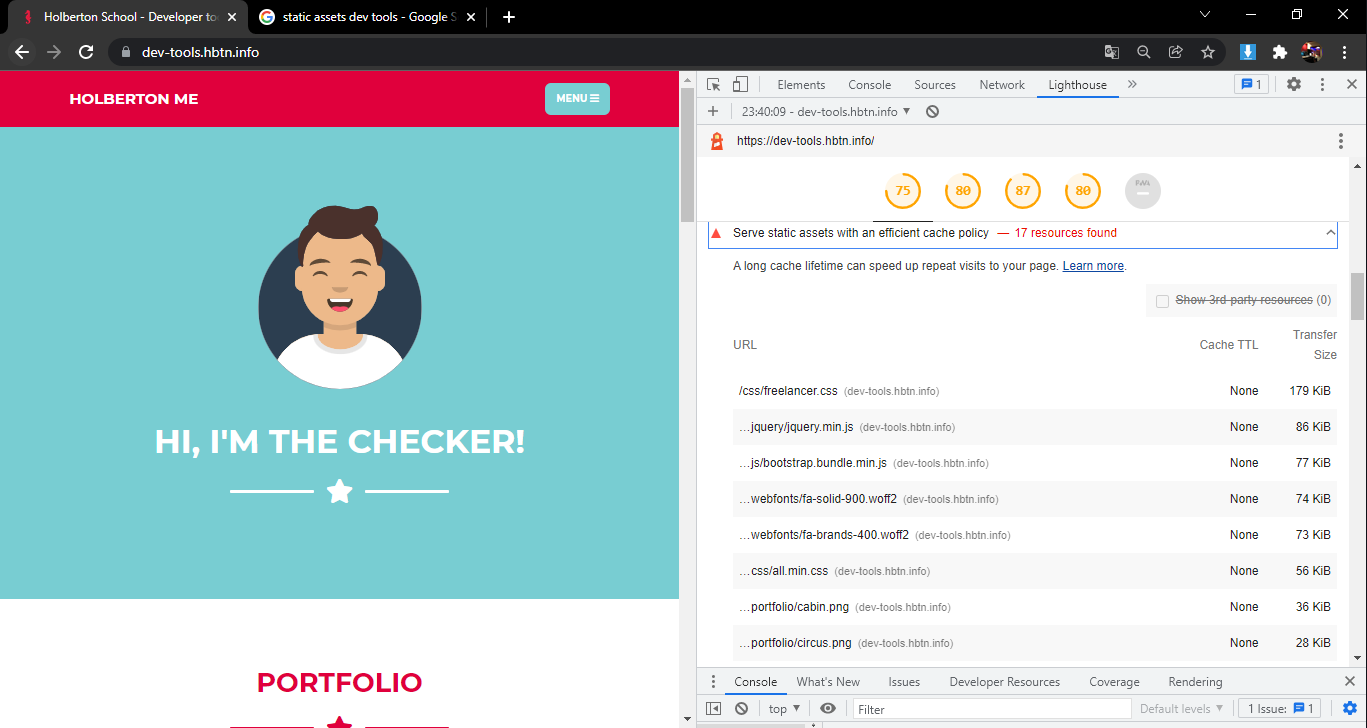 Holberton School - Developer to
static assets dev tools - Google S
dev-tools.hbtn.info
HOLBERTON ME
MENU
HI, I'M THE CHECKER!
PORTFOLIO
Elements Console Sources Network Lighthouse » 1
23:40:09 - dev-tools.hbtn.info
https://dev-tools.hbtn.info/
75 80 87 80 PWA
Serve static assets with an efficient cache policy — 17 resources found
A long cache lifetime can speed up repeat visits to your page. Learn more.
Show 3rd-party resources (0)
URL Cache TTL Transfer Size
/css/freelancer.css (dev-tools.hbtn.info) None 179 KiB
…jquery/jquery.min.js (dev-tools.hbtn.info) None 86 KiB
…js/bootstrap.bundle.min.js (dev-tools.hbtn.info) None 77 KiB
…webfonts/fa-solid-900.woff2 (dev-tools.hbtn.info) None 74 KiB
…webfonts/fa-brands-400.woff2 (dev-tools.hbtn.info) None 73 KiB
…css/all.min.css (dev-tools.hbtn.info) None 56 KiB
…portfolio/cabin.png (dev-tools.hbtn.info) None 36 KiB
…portfolio/circus.png (dev-tools.hbtn.info) None 28 KiB
Console What's New Issues Developer Resources Coverage Rendering
top Filter Default levels 1 Issue: 1